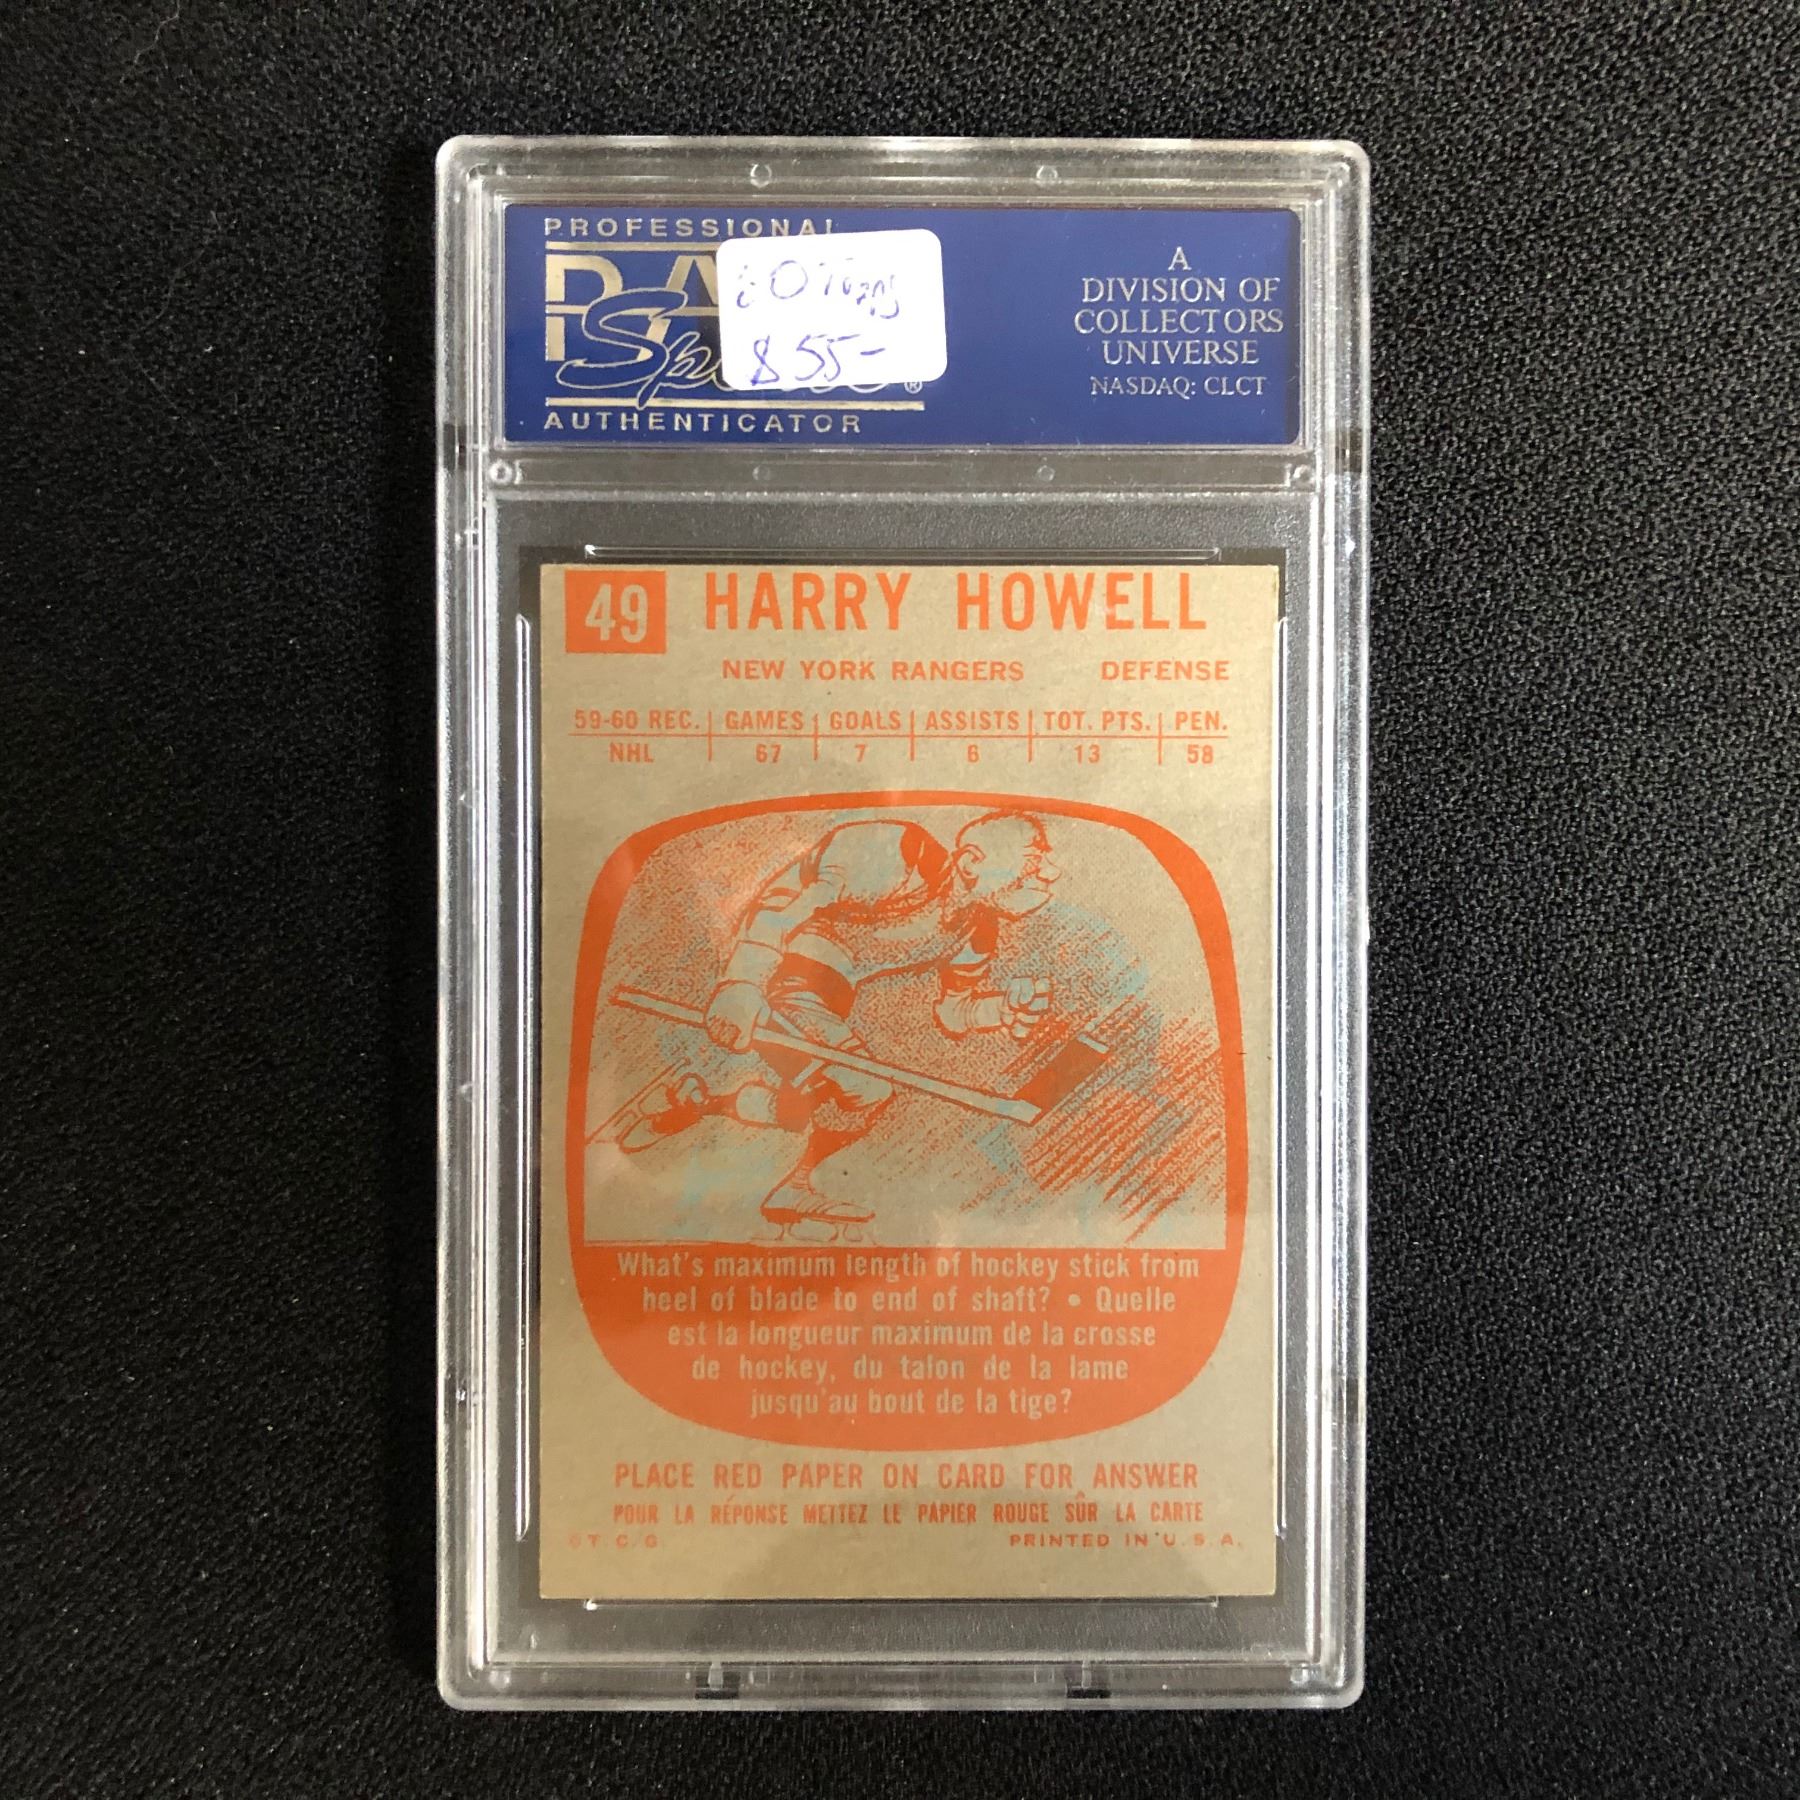 PROFESSIONAL
Sp
®
AUTHENTICATOR
$55-
A
DIVISION OF
COLLECTORS
UNIVERSE
NASDAQ: CLCT
49 HARRY HOWELL
NEW YORK RANGERS DEFENSE
59-60 REC. GAMES GOALS ASSISTS TOT. PTS. PEN.
NHL 67 7 6 13 58
What's maximum length of hockey stick from
heel of blade to end of shaft? • Quelle
est la longueur maximum de la crosse
de hockey, du talon de la lame
jusqu'au bout de la tige?
PLACE RED PAPER ON CARD FOR ANSWER
POUR LA RÉPONSE METTEZ LE PAPIER ROUGE SÛR LA CARTE
©T.C.G. PRINTED IN U.S.A.